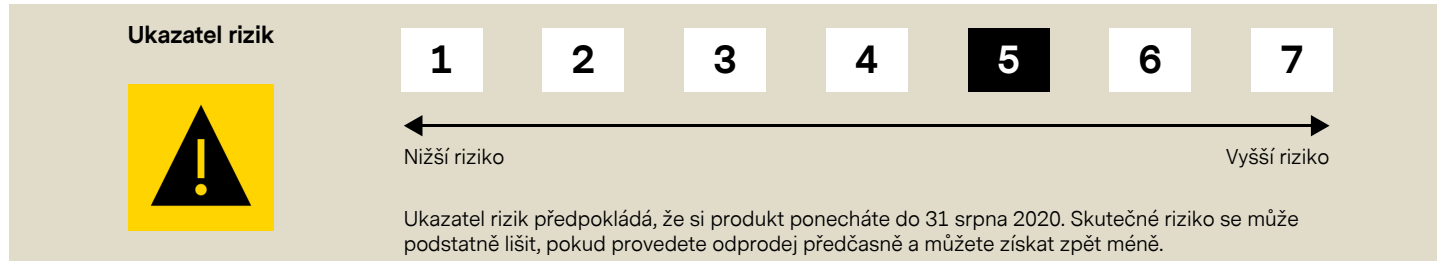 Ukazatel rizik
1 2 3 4 5 6 7
Nižší riziko Vyšší riziko
Ukazatel rizik předpokládá, že si produkt ponecháte do 31 srpna 2020. Skutečné riziko se může
podstatně lišit, pokud provedete odprodej předčasně a můžete získat zpět méně.